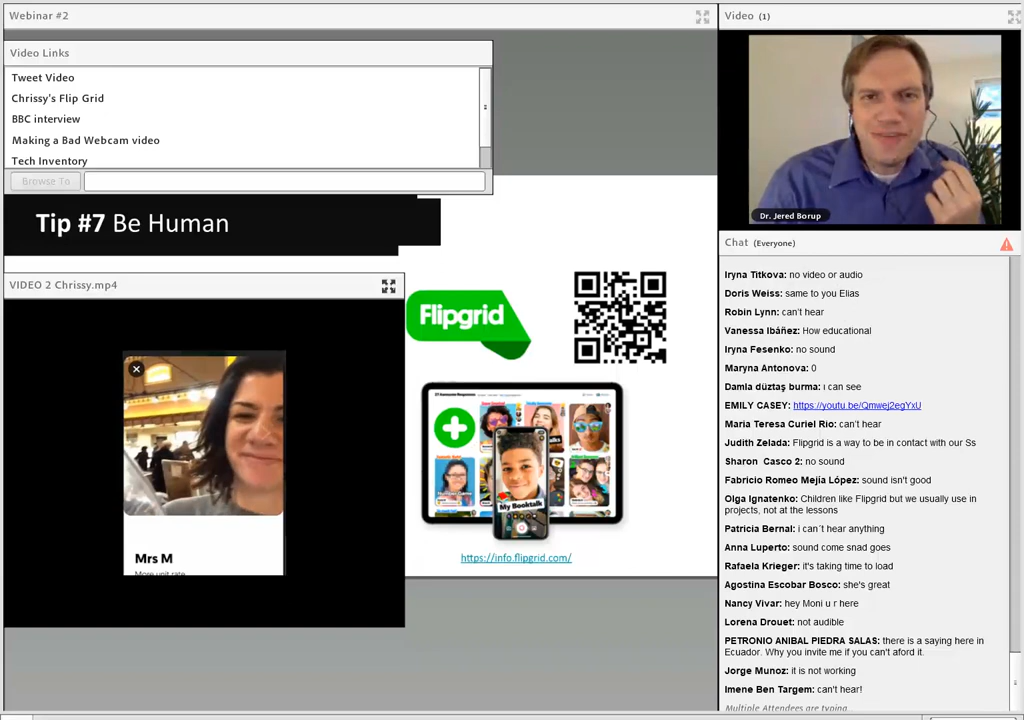 Webinar #2
Video Links
Tweet Video
Chrissy's Flip Grid
BBC interview
Making a Bad Webcam video
Tech Inventory
Browse To
Tip #7 Be Human
VIDEO 2 Chrissy.mp4
Mrs M
More unit rate
Flipgrid
My Booktalk
https://info.flipgrid.com/
Video (1)
Dr. Jered Borup
Chat (Everyone)
Iryna Titkova: no video or audio
Doris Weiss: same to you Elias
Robin Lynn: can't hear
Vanessa Ibáñez: How educational
Iryna Fesenko: no sound
Maryna Antonova: 0
Damla düztaş burma: ı can see
EMILY CASEY: https://youtu.be/Qmwej2egYxU
Maria Teresa Curiel Rio: can't hear
Judith Zelada: Flipgrid is a way to be in contact with our Ss
Sharon Casco 2: no sound
Fabricio Romeo Mejía López: sound isn't good
Olga Ignatenko: Children like Flipgrid but we usually use in
projects, not at the lessons
Patricia Bernal: i can´t hear anything
Anna Luperto: sound come snad goes
Rafaela Krieger: it's taking time to load
Agostina Escobar Bosco: she's great
Nancy Vivar: hey Moni u r here
Lorena Drouet: not audible
PETRONIO ANIBAL PIEDRA SALAS: there is a saying here in
Ecuador. Why you invite me if you can't aford it.
Jorge Munoz: it is not working
Imene Ben Targem: can't hear!
Multiple Attendees are typing...